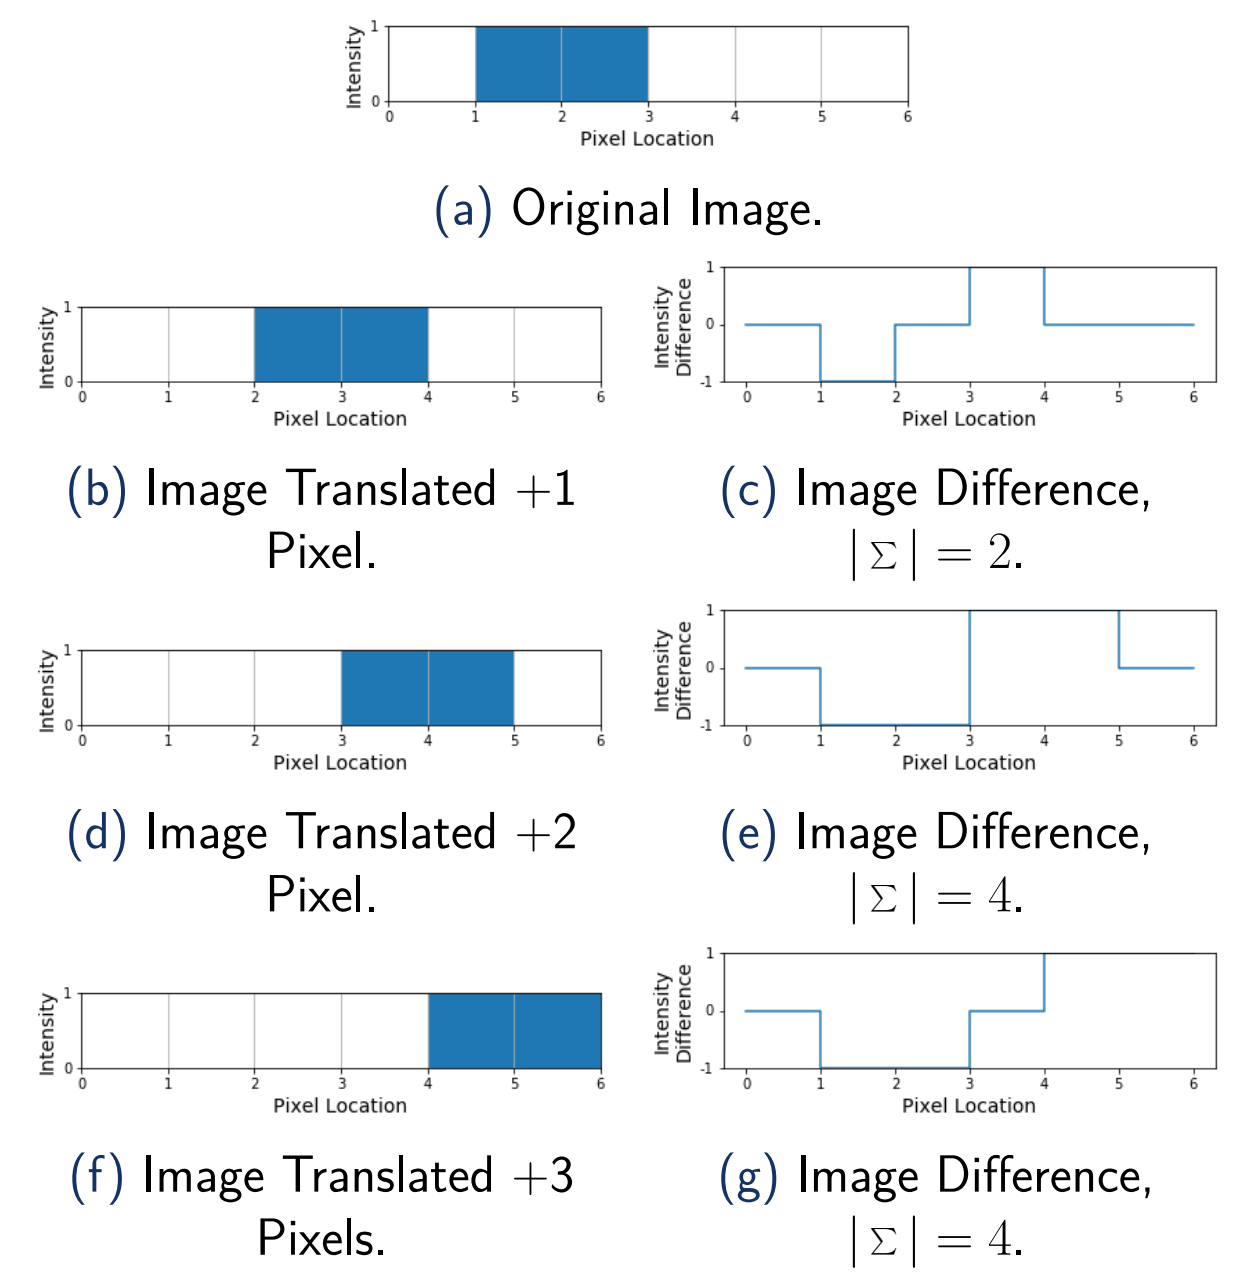 Intensity
1
0
0 1 2 3 4 5 6
Pixel Location
(a) Original Image.
Intensity
1
0
0 1 2 3 4 5 6
Pixel Location
(b) Image Translated +1
Pixel.
Intensity
Difference
1
0
-1
0 1 2 3 4 5 6
Pixel Location
(c) Image Difference,
| Σ | = 2.
Intensity
1
0
0 1 2 3 4 5 6
Pixel Location
(d) Image Translated +2
Pixel.
Intensity
Difference
1
0
-1
0 1 2 3 4 5 6
Pixel Location
(e) Image Difference,
| Σ | = 4.
Intensity
1
0
0 1 2 3 4 5 6
Pixel Location
(f) Image Translated +3
Pixels.
Intensity
Difference
1
0
-1
0 1 2 3 4 5 6
Pixel Location
(g) Image Difference,
| Σ | = 4.